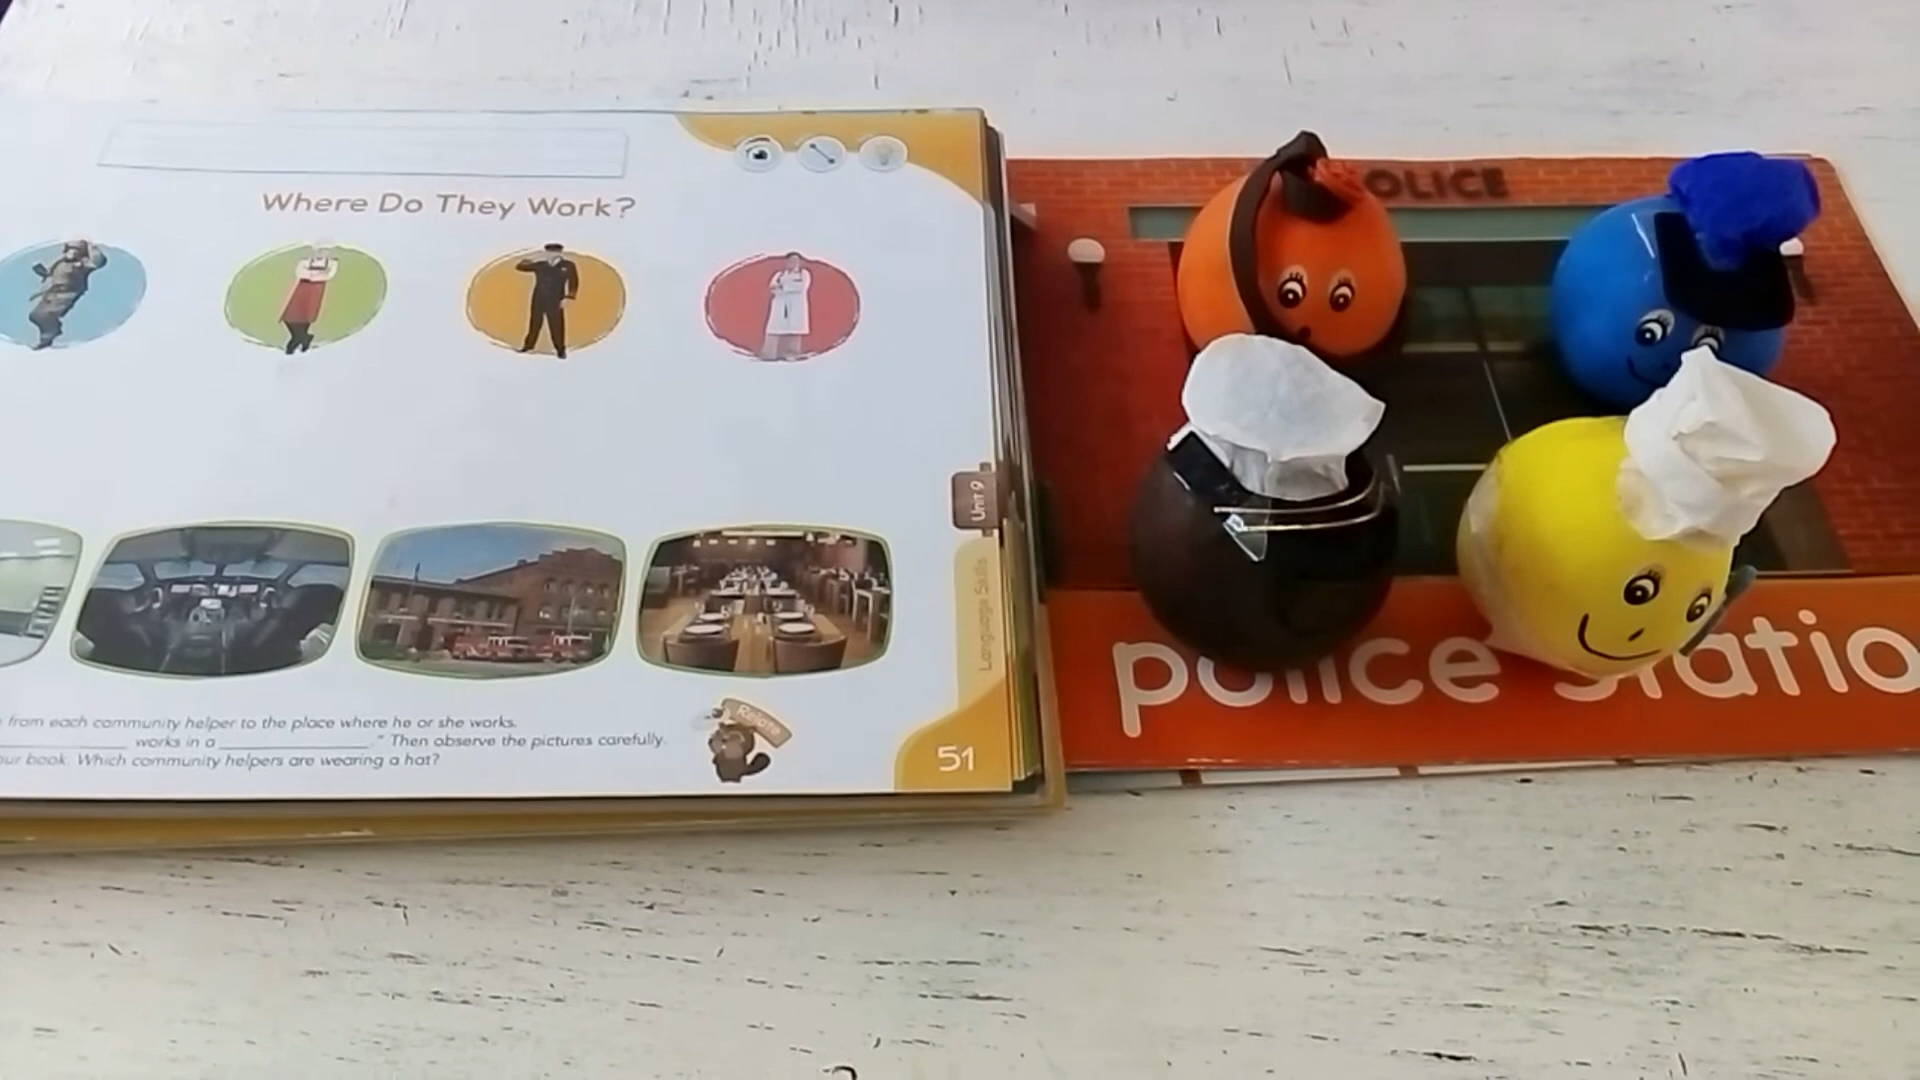 Where Do They Work?
from each community helper to the place where he or she works.
works in a ." Then observe the pictures carefully.
our book. Which community helpers are wearing a hat?
Relate
51
Unit 9
Language Skills
OLICE
police statio